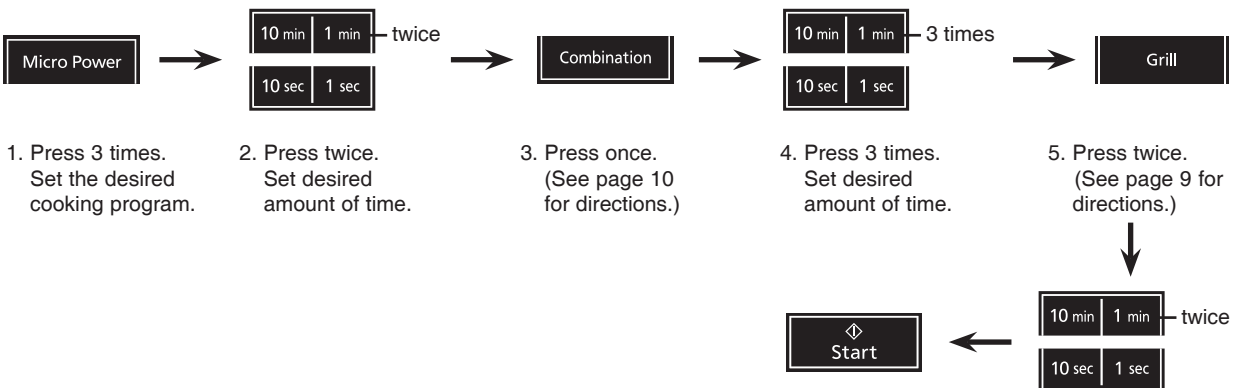 Micro Power
10 min 1 min twice
10 sec 1 sec
Combination
10 min 1 min 3 times
10 sec 1 sec
Grill
1. Press 3 times.
Set the desired
cooking program.
2. Press twice.
Set desired
amount of time.
3. Press once.
(See page 10
for directions.)
4. Press 3 times.
Set desired
amount of time.
5. Press twice.
(See page 9 for
directions.)
10 min 1 min twice
10 sec 1 sec
Start